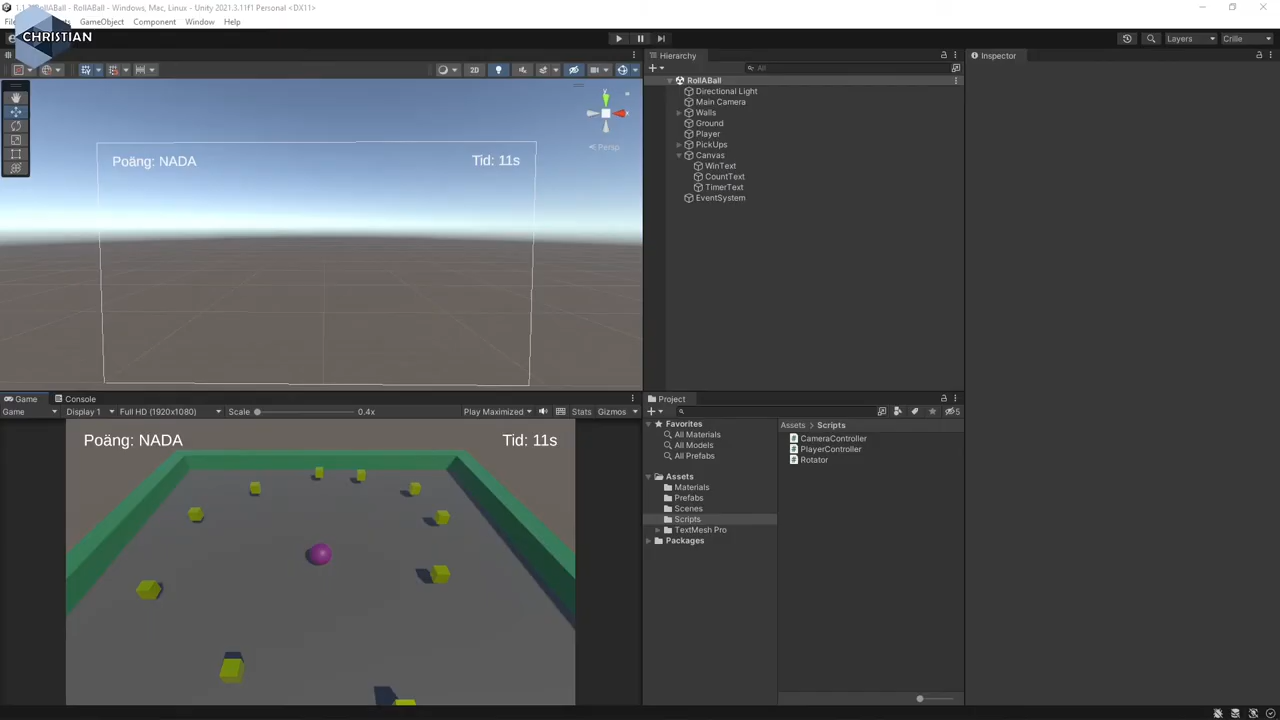 RollABall - Windows, Mac, Linux - Unity 2021.3.11f1 Personal <DX11>
CHRISTIAN
GameObject Component Window Help
Layers Crille
2D
Persp
Poäng: NADA Tid: 11s
Hierarchy
All
RollABall
Directional Light
Main Camera
Walls
Ground
Player
PickUps
Canvas
WinText
CountText
TimerText
EventSystem
Inspector
Game Console
Game Display 1 Full HD (1920x1080) Scale 0.4x Play Maximized Stats Gizmos
Poäng: NADA Tid: 11s
Project
5
Favorites
All Materials
All Models
All Prefabs
Assets
Materials
Prefabs
Scenes
Scripts
TextMesh Pro
Packages
Assets Scripts
CameraController
PlayerController
Rotator